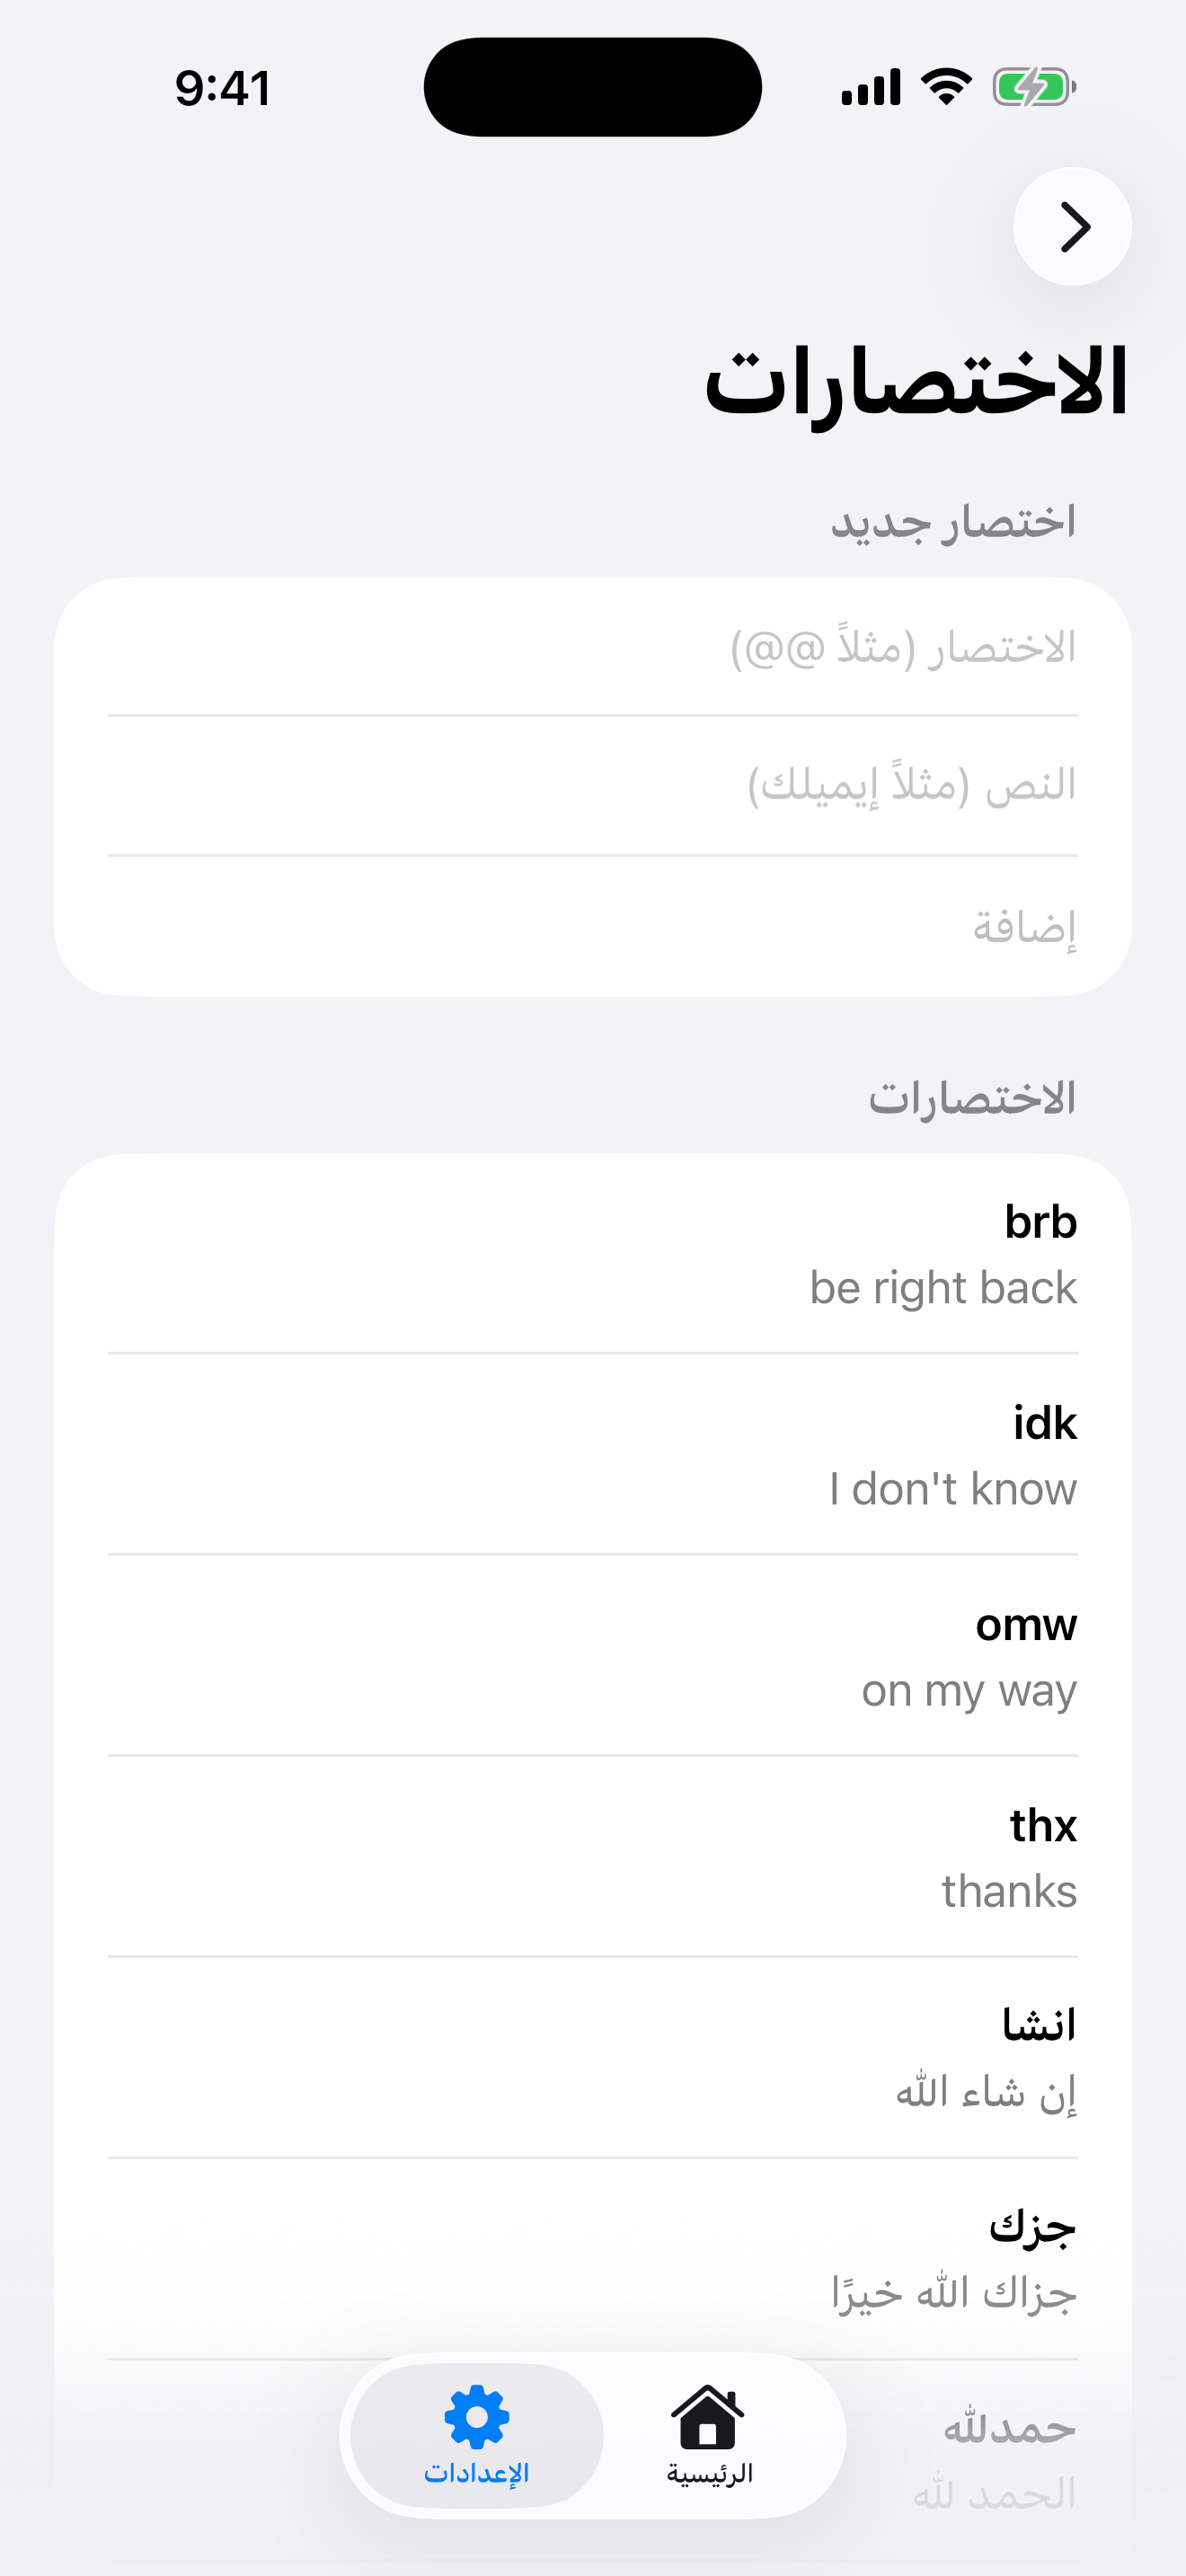 9:41
الاختصارات
اختصار جديد
الاختصار (مثلاً @@)
النص (مثلاً إيميلك)
إضافة
الاختصارات
brb
be right back
idk
I don't know
omw
on my way
thx
thanks
انشا
إن شاء الله
جزك
جزاك الله خيرًا
حمدلله
الحمد لله
الرئيسية
الإعدادات